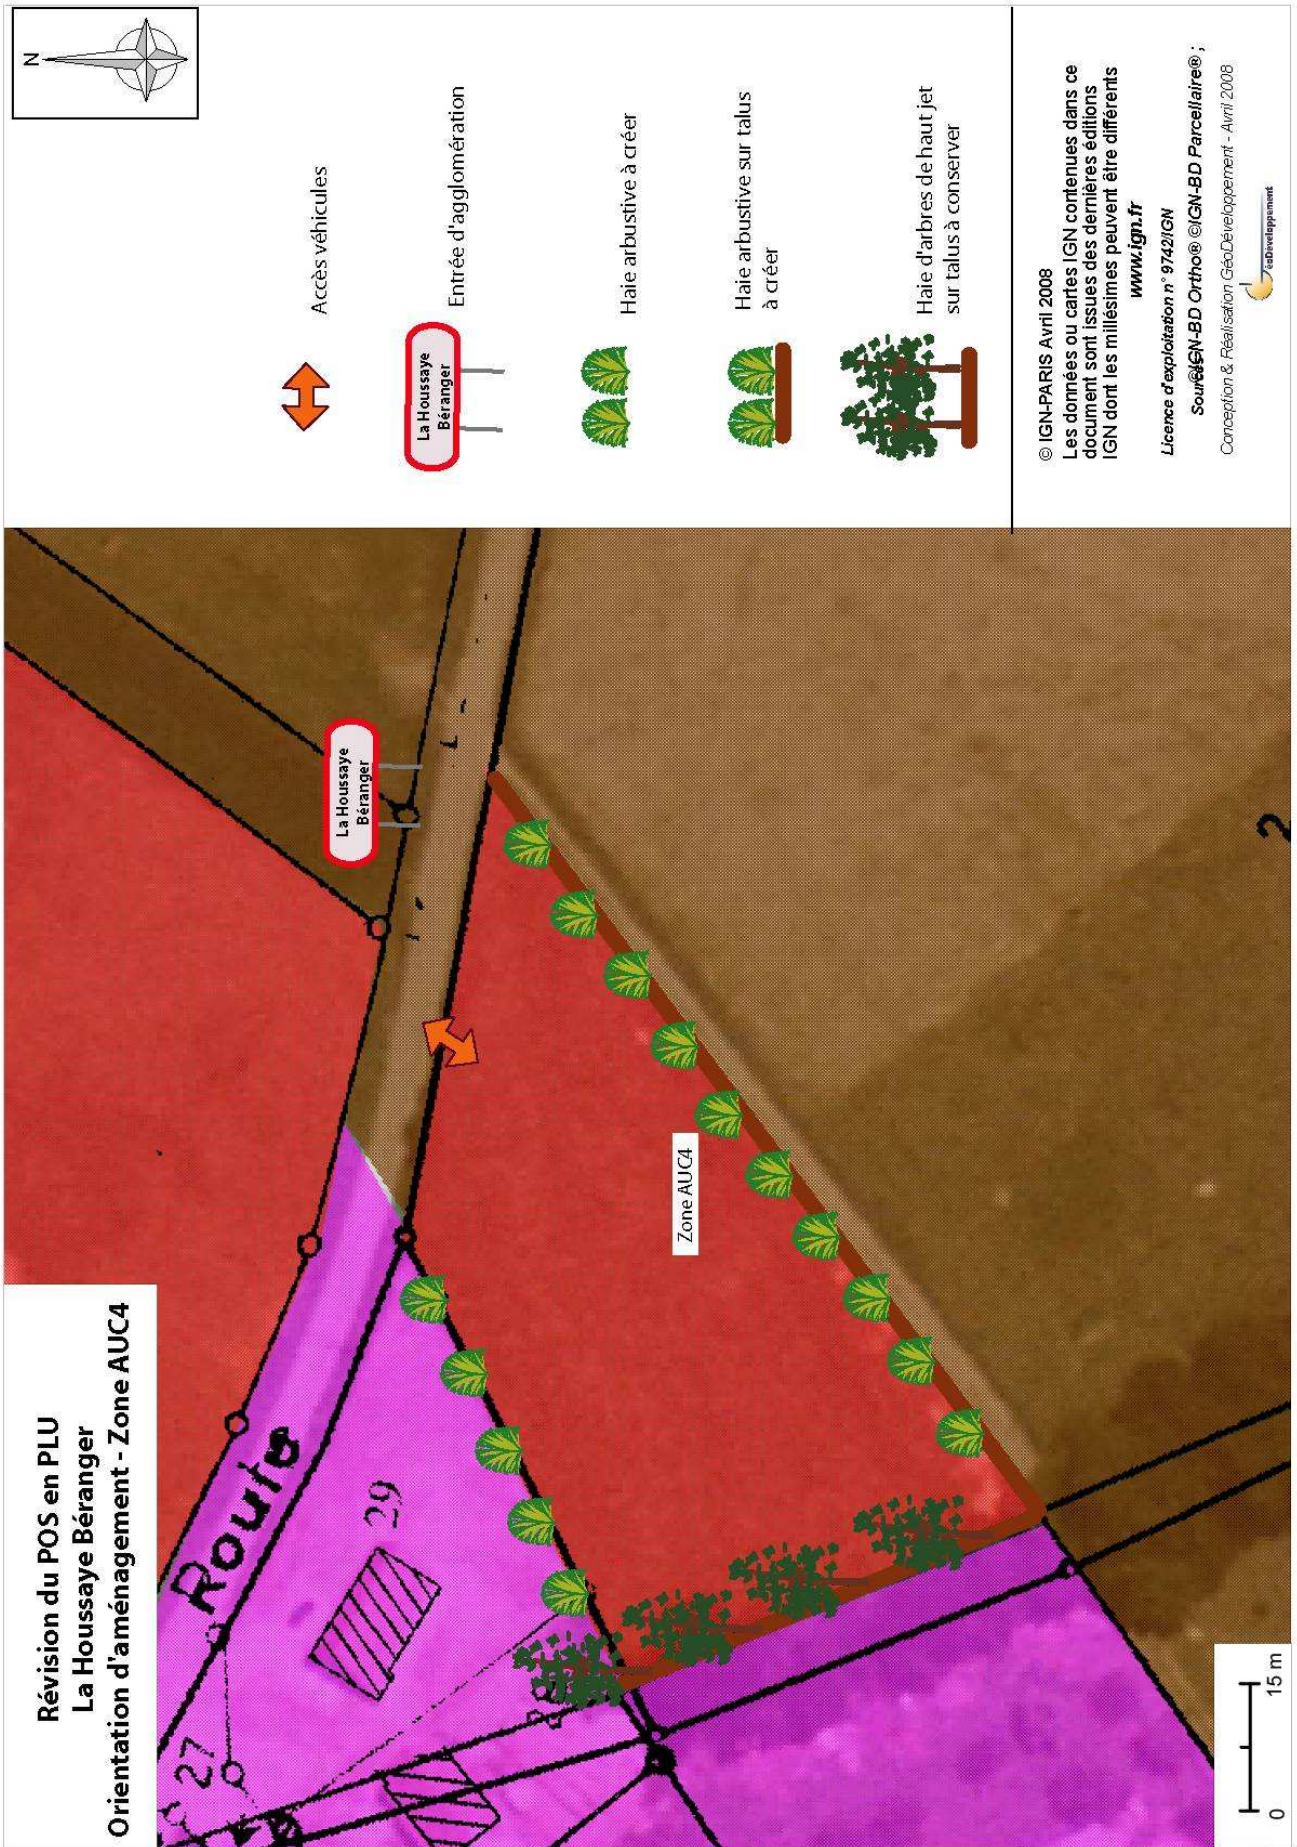 Révision du POS en PLU
La Houssaye Béranger
Orientation d'aménagement - Zone AUC4
N
Accès véhicules
La Houssaye
Béranger
Entrée d'agglomération
Haie arbustive à créer
Haie arbustive sur talus
à créer
Haie d'arbres de haut jet
sur talus à conserver
© IGN-PARIS Avril 2008
Les données ou cartes IGN contenues dans ce
document sont issues des dernières éditions
IGN dont les millésimes peuvent être différents
www.ign.fr
Licence d'exploitation n° 9742/IGN
Sources ©IGN-BD Ortho® ©IGN-BD Parcellaire® ;
Conception & Réalisation GéoDéveloppement - Avril 2008
éoDéveloppement
La Houssaye
Béranger
Route
27
29
Zone AUC4
2
0 15 m